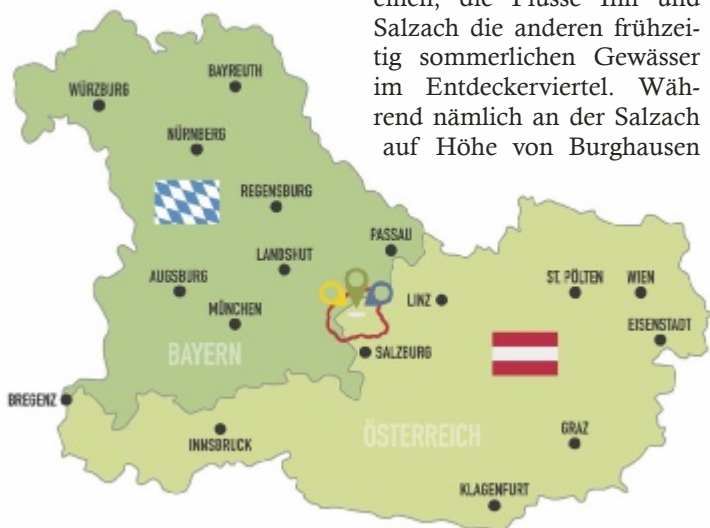 einen, die Flüsse Inn und
Salzach die anderen frühzei-
tig sommerlichen Gewässer
im Entdeckerviertel. Wäh-
rend nämlich an der Salzach
auf Höhe von Burghausen
BAYREUTH
WÜRZBURG
NÜRNBERG
REGENSBURG
PASSAU
LANDSHUT
AUGSBURG
MÜNCHEN
LINZ
ST. PÖLTEN
WIEN
EISENSTADT
BAYERN
SALZBURG
BREGENZ
INNSBRUCK
ÖSTERREICH
GRAZ
KLAGENFURT